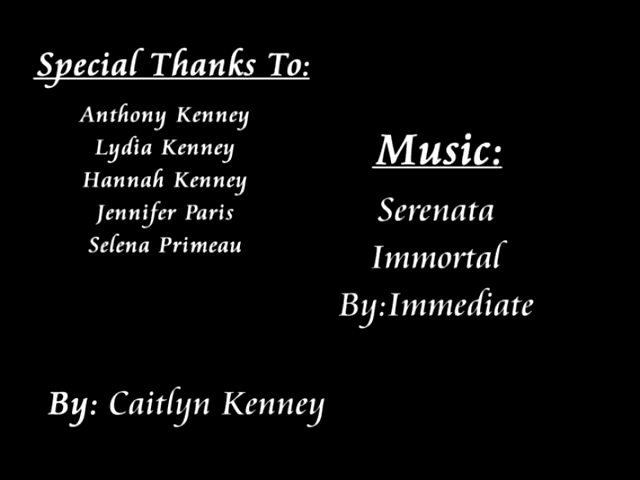 Special Thanks To:
Anthony Kenney
Lydia Kenney
Hannah Kenney
Jennifer Paris
Selena Primeau
Music:
Serenata
Immortal
By:Immediate
By: Caitlyn Kenney